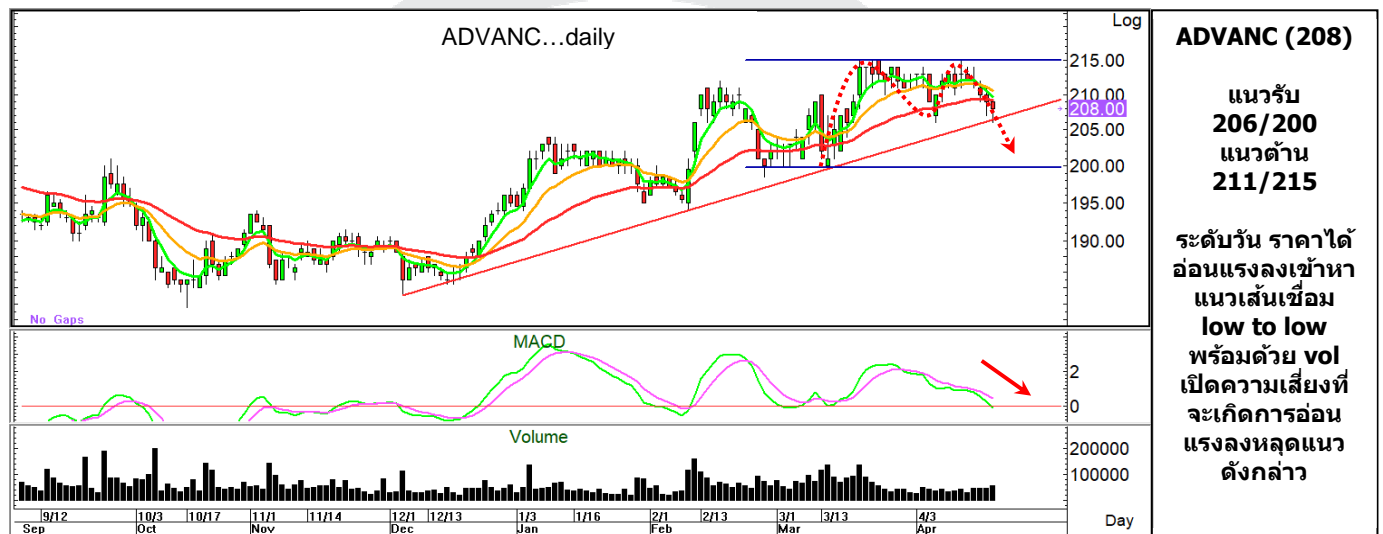 ADVANC...daily
Log
215.00
210.00
208.00
205.00
200.00
195.00
190.00
No Gaps
MACD
2
0
Volume
200000
100000
9/12 10/3 10/17 11/1 11/14 12/1 12/13 1/3 1/16 2/1 2/13 3/1 3/13 4/3
Sep Oct Nov Dec Jan Feb Mar Apr
Day
ADVANC (208)
แนวรับ
206/200
แนวต้าน
211/215
ระดับวัน ราคาได้
อ่อนแรงลงเข้าหา
แนวเส้นเชื่อม
low to low
พร้อมด้วย vol
เปิดความเสี่ยงที่
จะเกิดการอ่อน
แรงลงหลุดแนว
ดังกล่าว